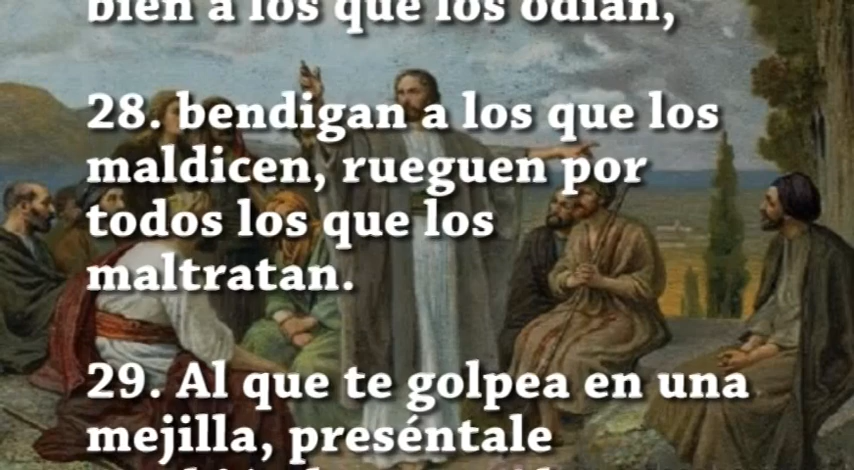 bien a los que los odian,
28. bendigan a los que los
maldicen, rueguen por
todos los que los
maltratan.
29. Al que te golpea en una
mejilla, preséntale